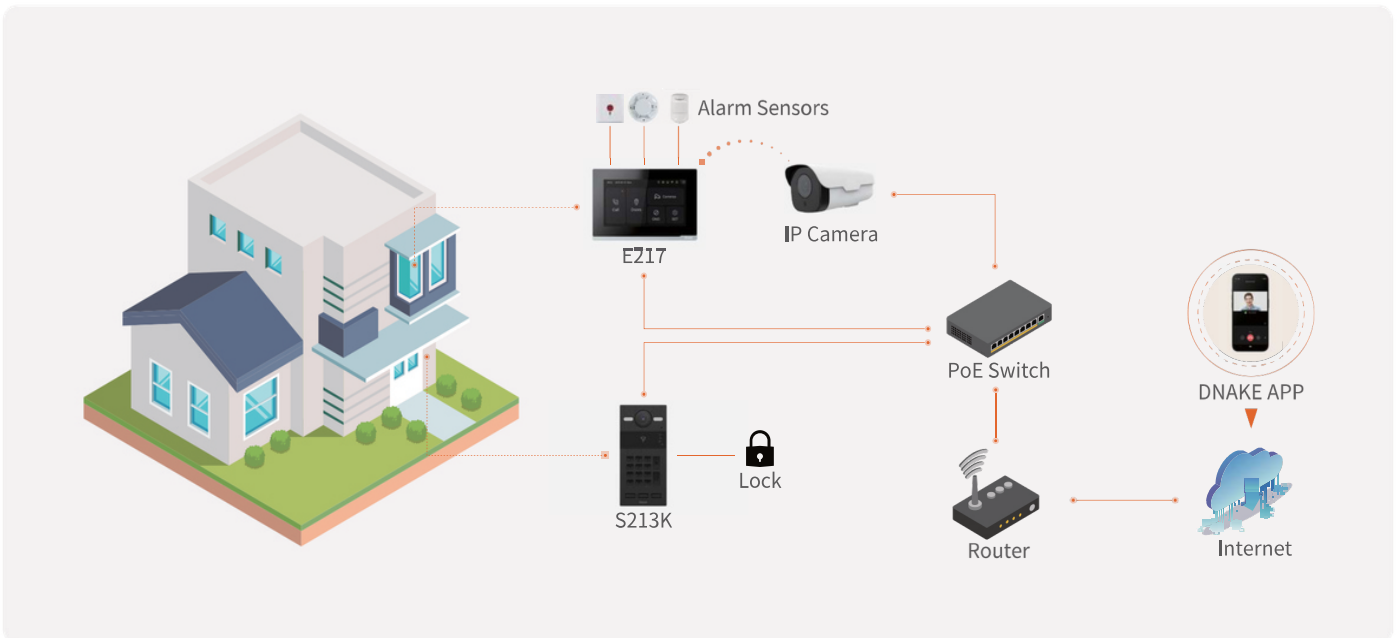 Alarm Sensors
IP Camera
E217
PoE Switch
DNAKE APP
Lock
S213K
Router
Internet